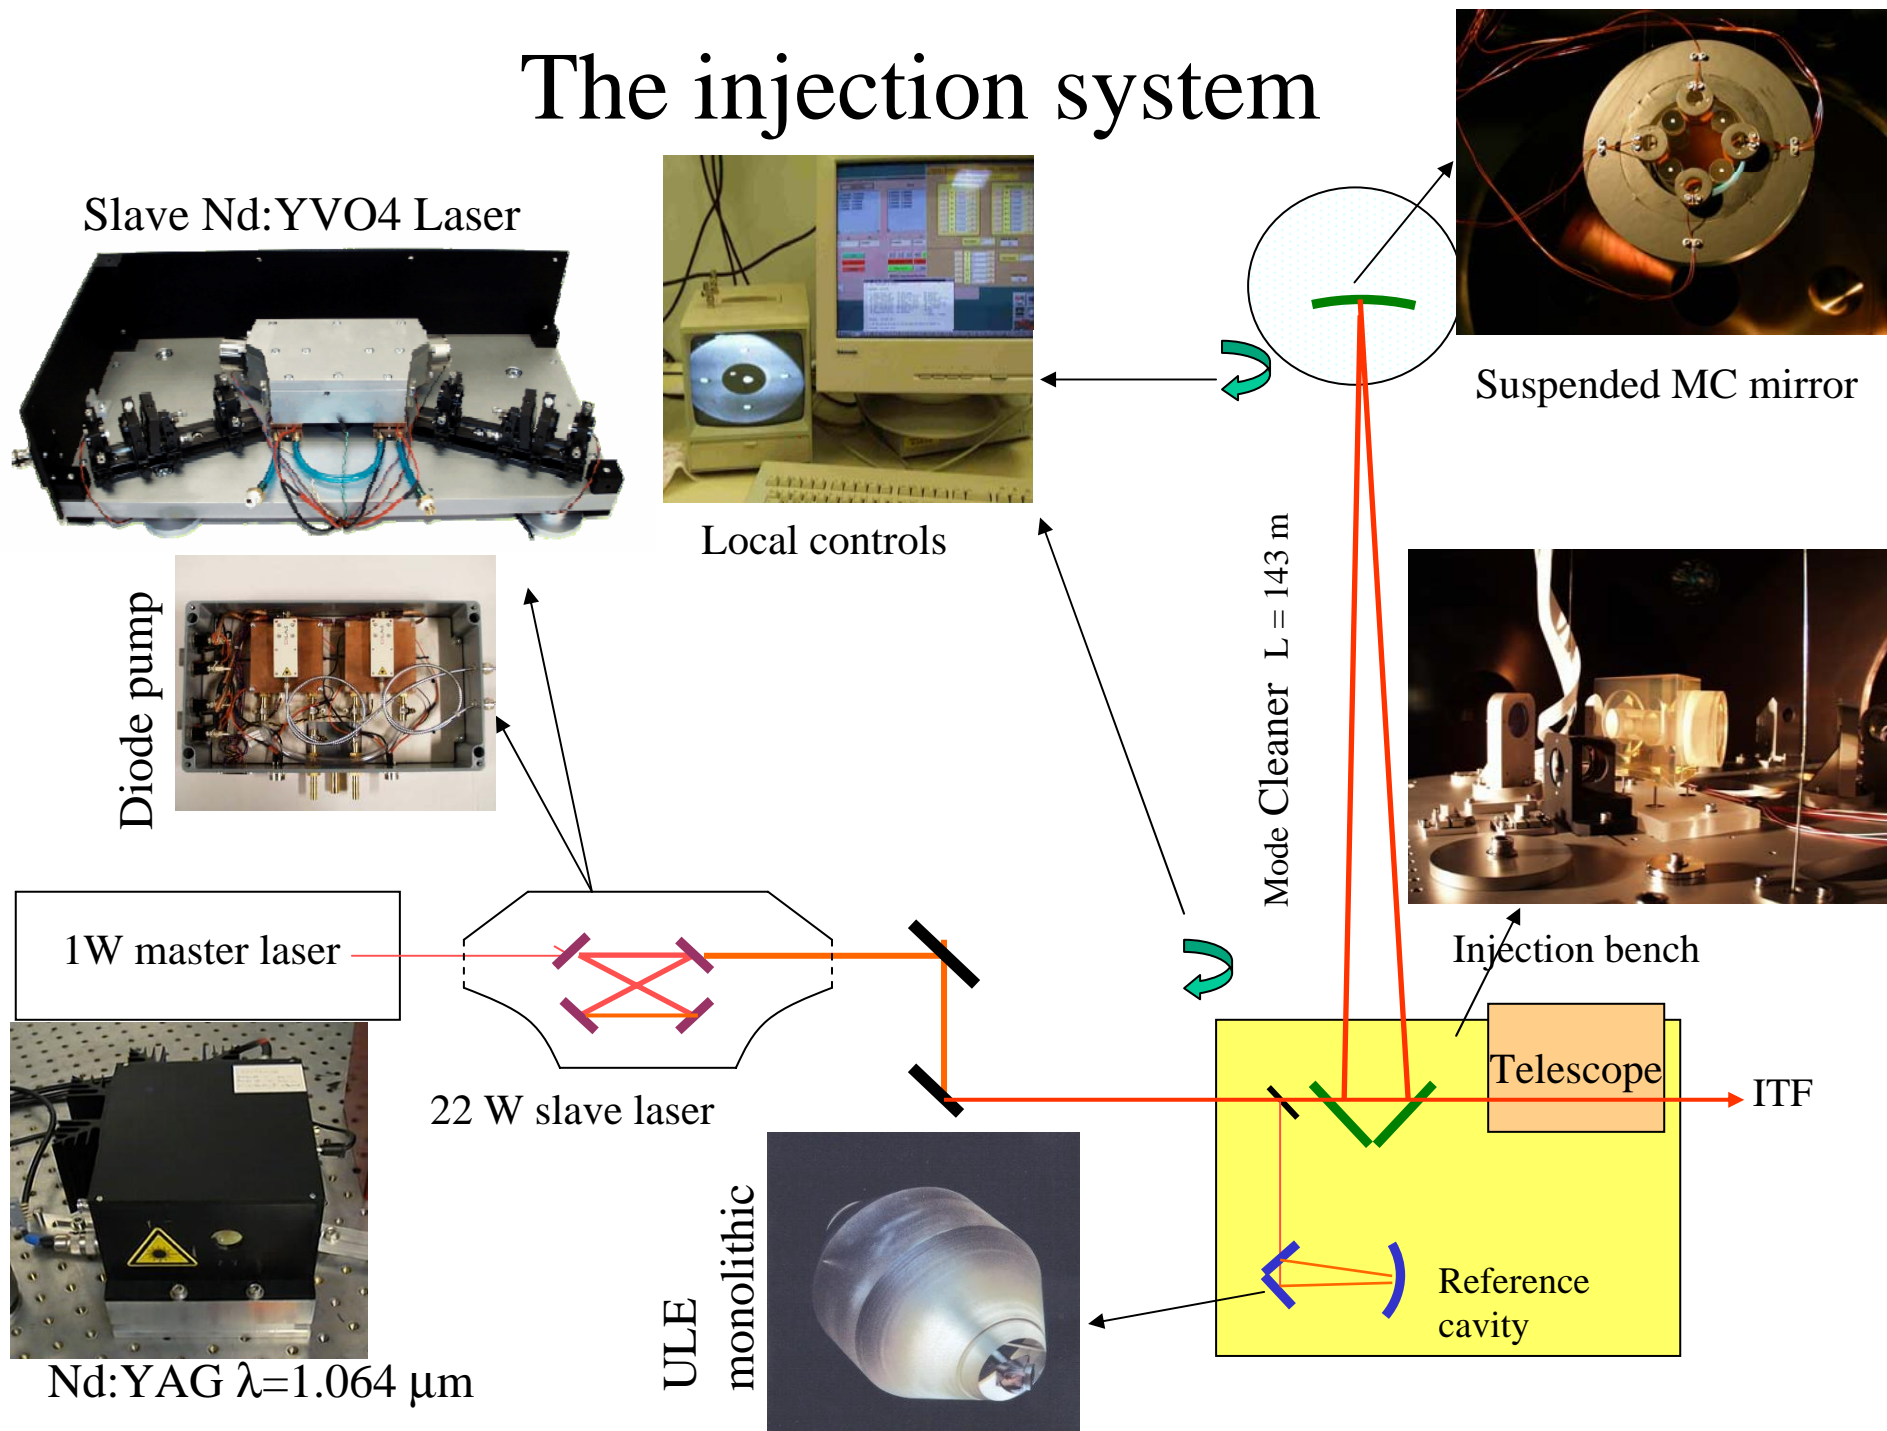 The injection system
Slave Nd:YVO4 Laser
Suspended MC mirror
Local controls
Diode pump
Mode Cleaner L = 143 m
Injection bench
1W master laser
22 W slave laser
Telescope
ITF
Nd:YAG λ=1.064 μm
ULE
monolithic
Reference
cavity